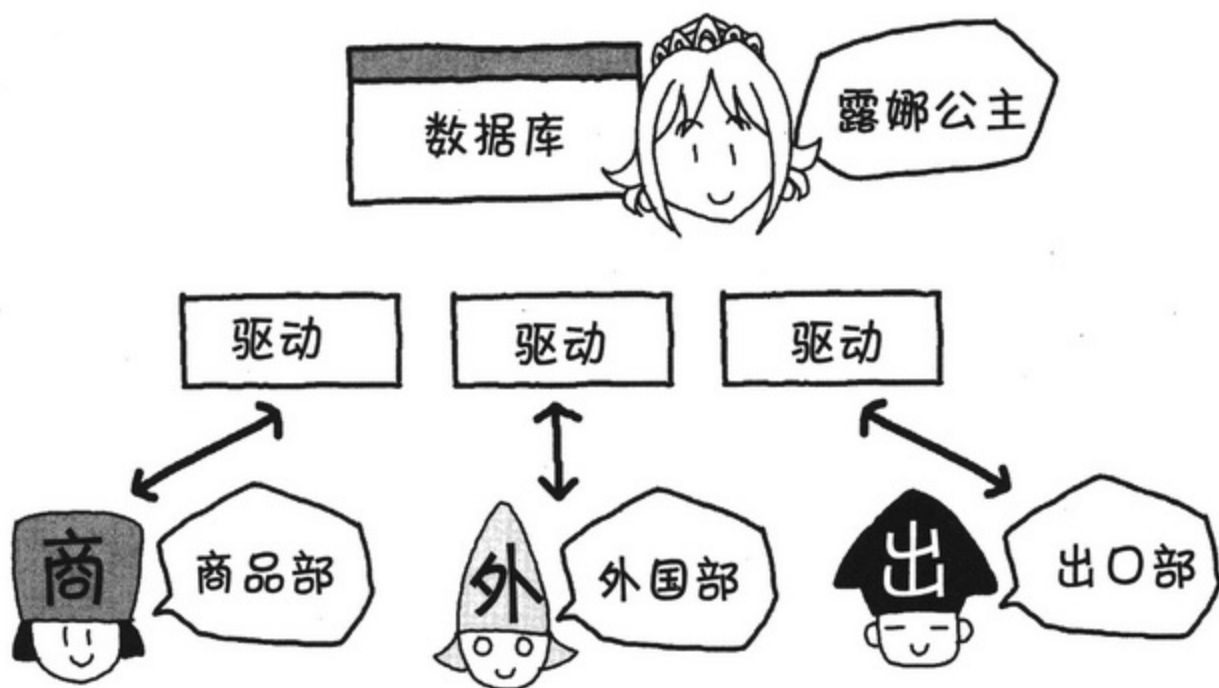 数据库
露娜公主
驱动
驱动
驱动
商
商品部
外
外国部
出
出口部